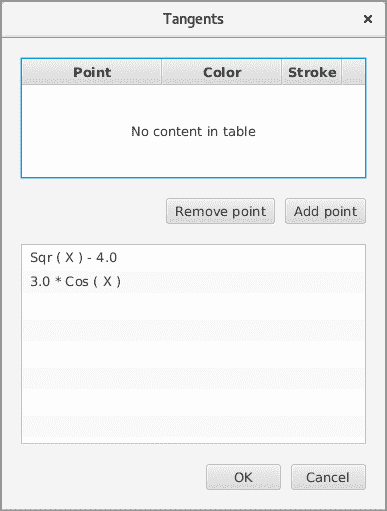 Tangents
Point Color Stroke
No content in table
Remove point Add point
Sqr ( X ) - 4.0
3.0 * Cos ( X )
OK Cancel